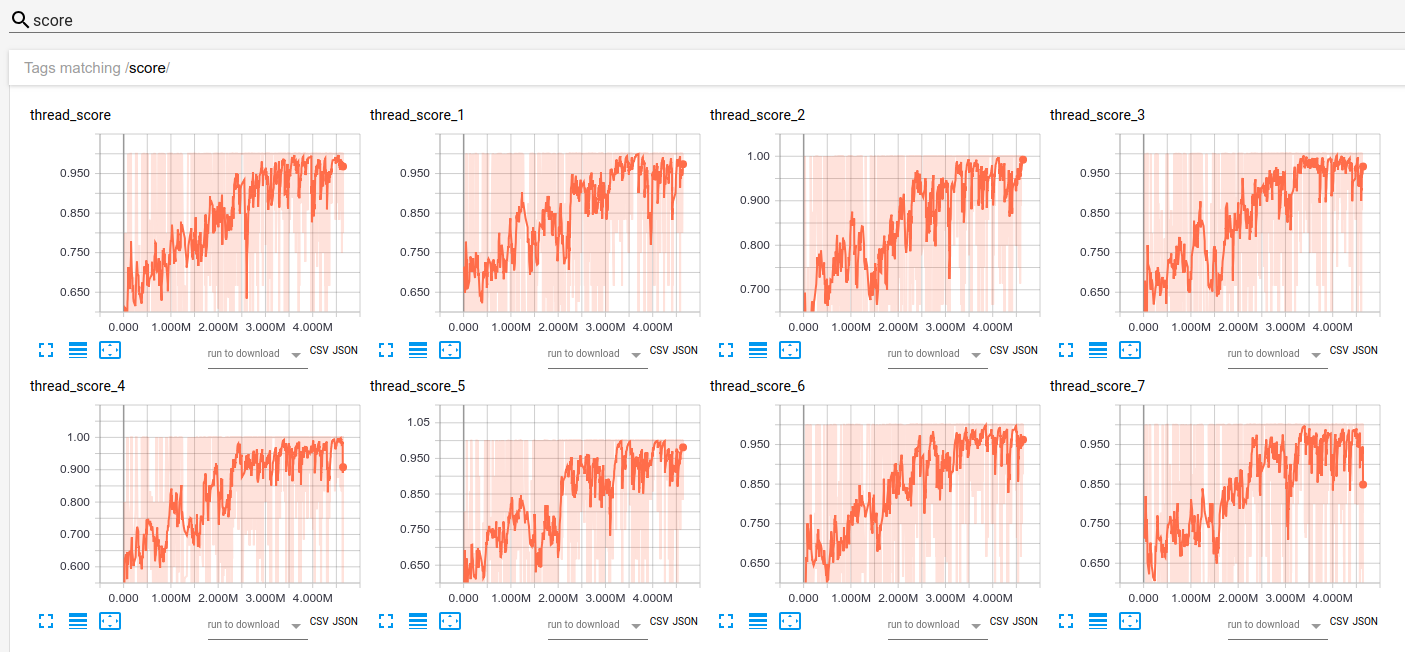 score
Tags matching /score/
thread_score thread_score_1 thread_score_2 thread_score_3
0.950 0.950 1.00 0.950
0.850 0.850 0.900 0.850
0.750 0.750 0.800 0.750
0.650 0.650 0.700 0.650
0.000 1.000M 2.000M 3.000M 4.000M 0.000 1.000M 2.000M 3.000M 4.000M 0.000 1.000M 2.000M 3.000M 4.000M 0.000 1.000M 2.000M 3.000M 4.000M
run to download CSV JSON run to download CSV JSON run to download CSV JSON run to download CSV JSON
thread_score_4 thread_score_5 thread_score_6 thread_score_7
1.05
1.00 0.950 0.950 0.950
0.900 0.850 0.850 0.850
0.800 0.750 0.750 0.750
0.700 0.650 0.650 0.650
0.600
0.000 1.000M 2.000M 3.000M 4.000M 0.000 1.000M 2.000M 3.000M 4.000M 0.000 1.000M 2.000M 3.000M 4.000M 0.000 1.000M 2.000M 3.000M 4.000M
run to download CSV JSON run to download CSV JSON run to download CSV JSON run to download CSV JSON